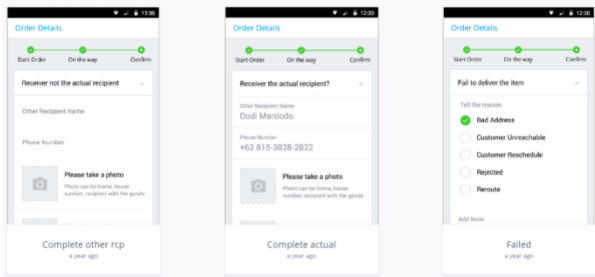 12:30
Order Details
Start Order On the way Confirm
Receiver not the actual recipient
Other Recipient Name
Phone Number
Please take a photo
Photo can be home, house
number, recipient with the goods
Complete other rcp
a year ago
12:30
Order Details
Start Order On the way Confirm
Receiver the actual recipient?
Other Recipient Name
Dodi Mardodo
Phone Number
+62 815-3828-2822
Please take a photo
Photo can be home, house
number, recipient with the goods
Complete actual
a year ago
12:30
Order Details
Start Order On the way Confirm
Fail to deliver the item
Tell the reason
Bad Address
Customer Unreachable
Customer Reschedule
Rejected
Reroute
Add Note
Failed
a year ago